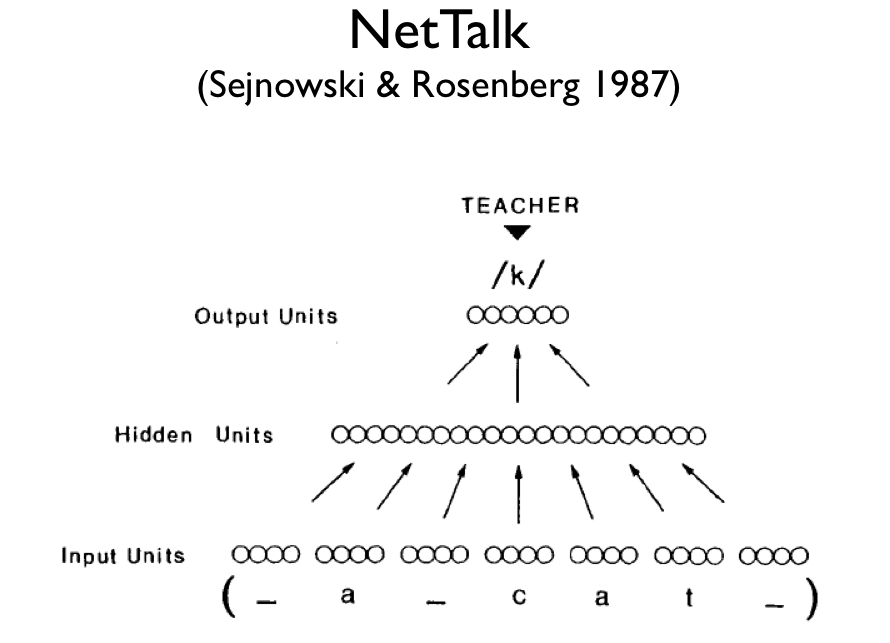 NetTalk
(Sejnowski & Rosenberg 1987)
TEACHER
/k/
Output Units
Hidden Units
Input Units
( _ a _ c a t _ )